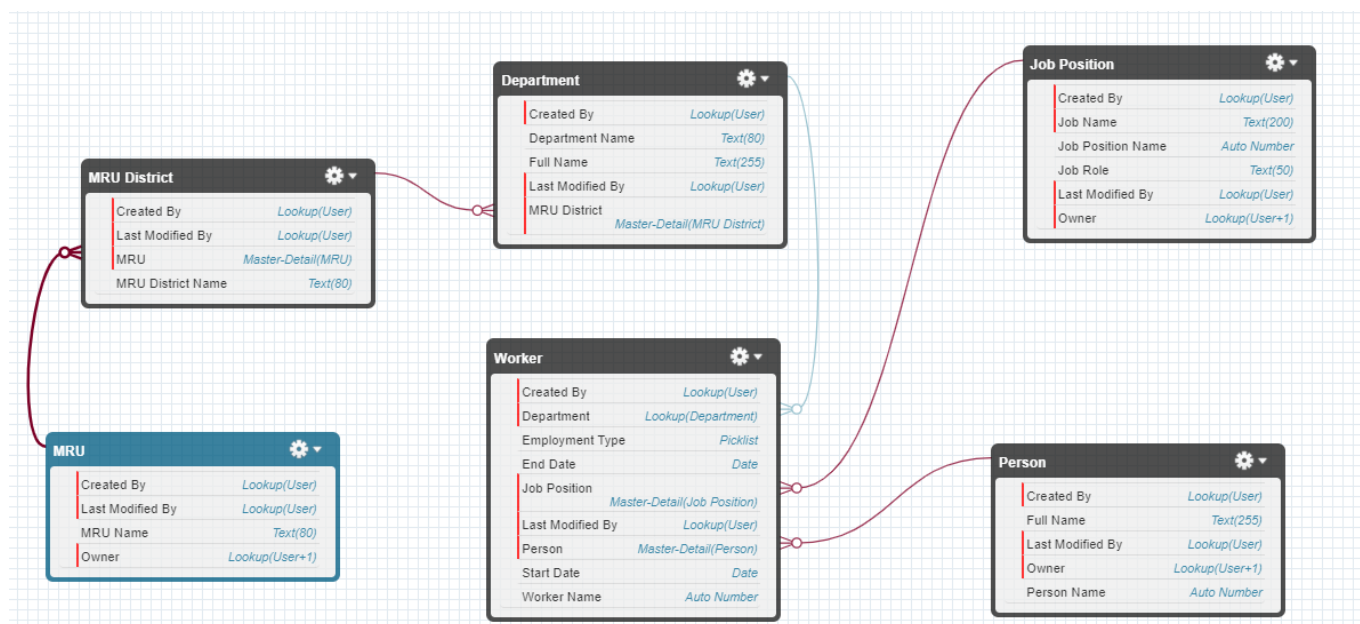 MRU District
Created By Lookup(User)
Last Modified By Lookup(User)
MRU Master-Detail(MRU)
MRU District Name Text(80)
MRU
Created By Lookup(User)
Last Modified By Lookup(User)
MRU Name Text(80)
Owner Lookup(User+1)
Department
Created By Lookup(User)
Department Name Text(80)
Full Name Text(255)
Last Modified By Lookup(User)
MRU District
Master-Detail(MRU District)
Worker
Created By Lookup(User)
Department Lookup(Department)
Employment Type Picklist
End Date Date
Job Position
Master-Detail(Job Position)
Last Modified By Lookup(User)
Person Master-Detail(Person)
Start Date Date
Worker Name Auto Number
Job Position
Created By Lookup(User)
Job Name Text(200)
Job Position Name Auto Number
Job Role Text(50)
Last Modified By Lookup(User)
Owner Lookup(User+1)
Person
Created By Lookup(User)
Full Name Text(255)
Last Modified By Lookup(User)
Owner Lookup(User+1)
Person Name Auto Number